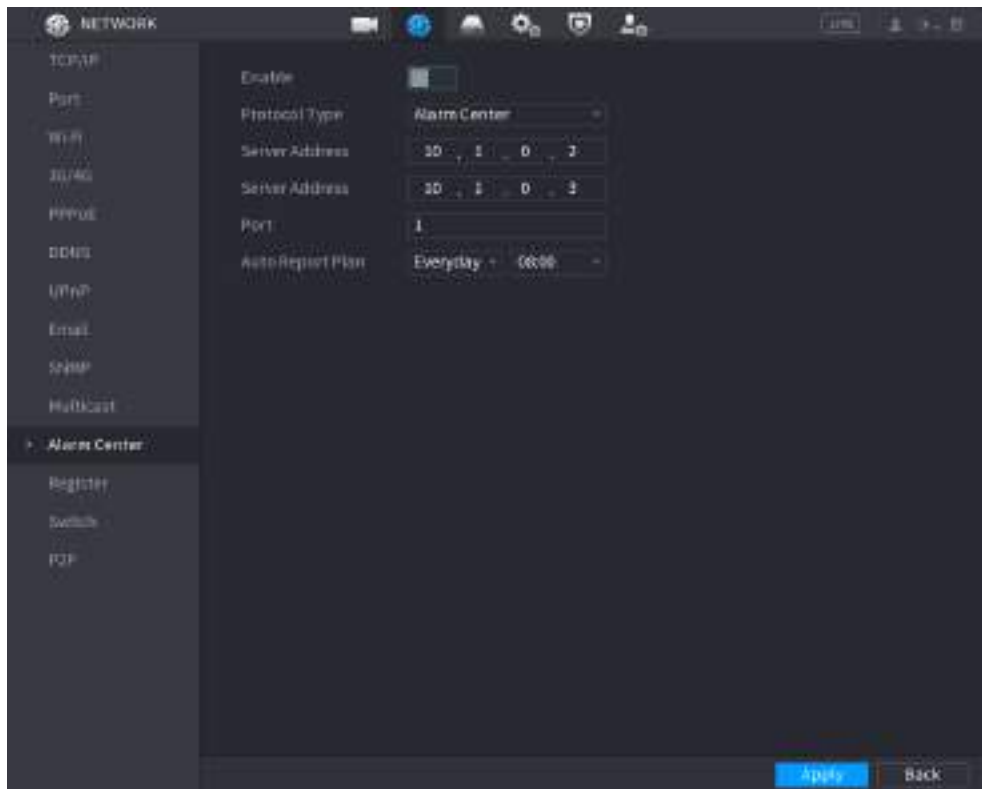 NETWORK
LIVE
TCP/IP
Port
Wi-Fi
3G/4G
PPPoE
DDNS
UPnP
Email
SNMP
Multicast
Alarm Center
Register
Switch
P2P
Enable
Protocol Type Alarm Center
Server Address 10 . 1 . 0 . 2
Server Address 10 . 1 . 0 . 3
Port 1
Auto Report Plan Everyday 08:00
Apply Back